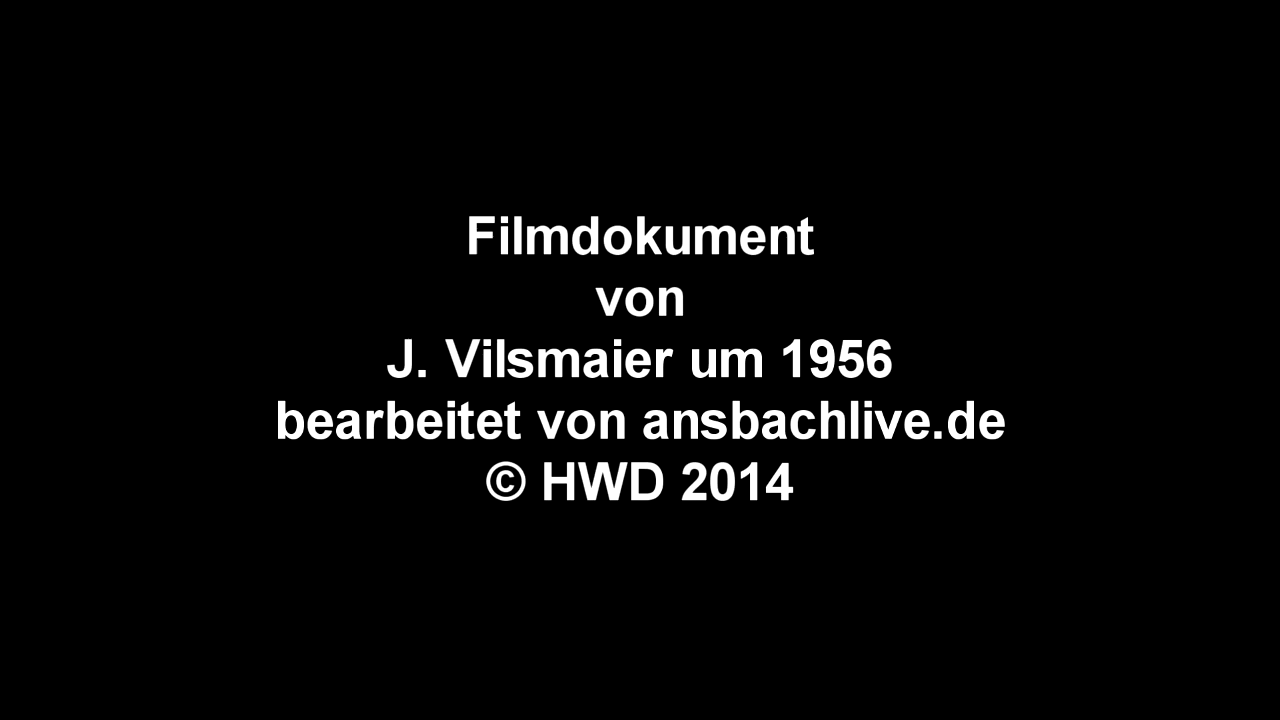 Filmdokument
von
J. Vilsmaier um 1956
bearbeitet von ansbachlive.de
© HWD 2014